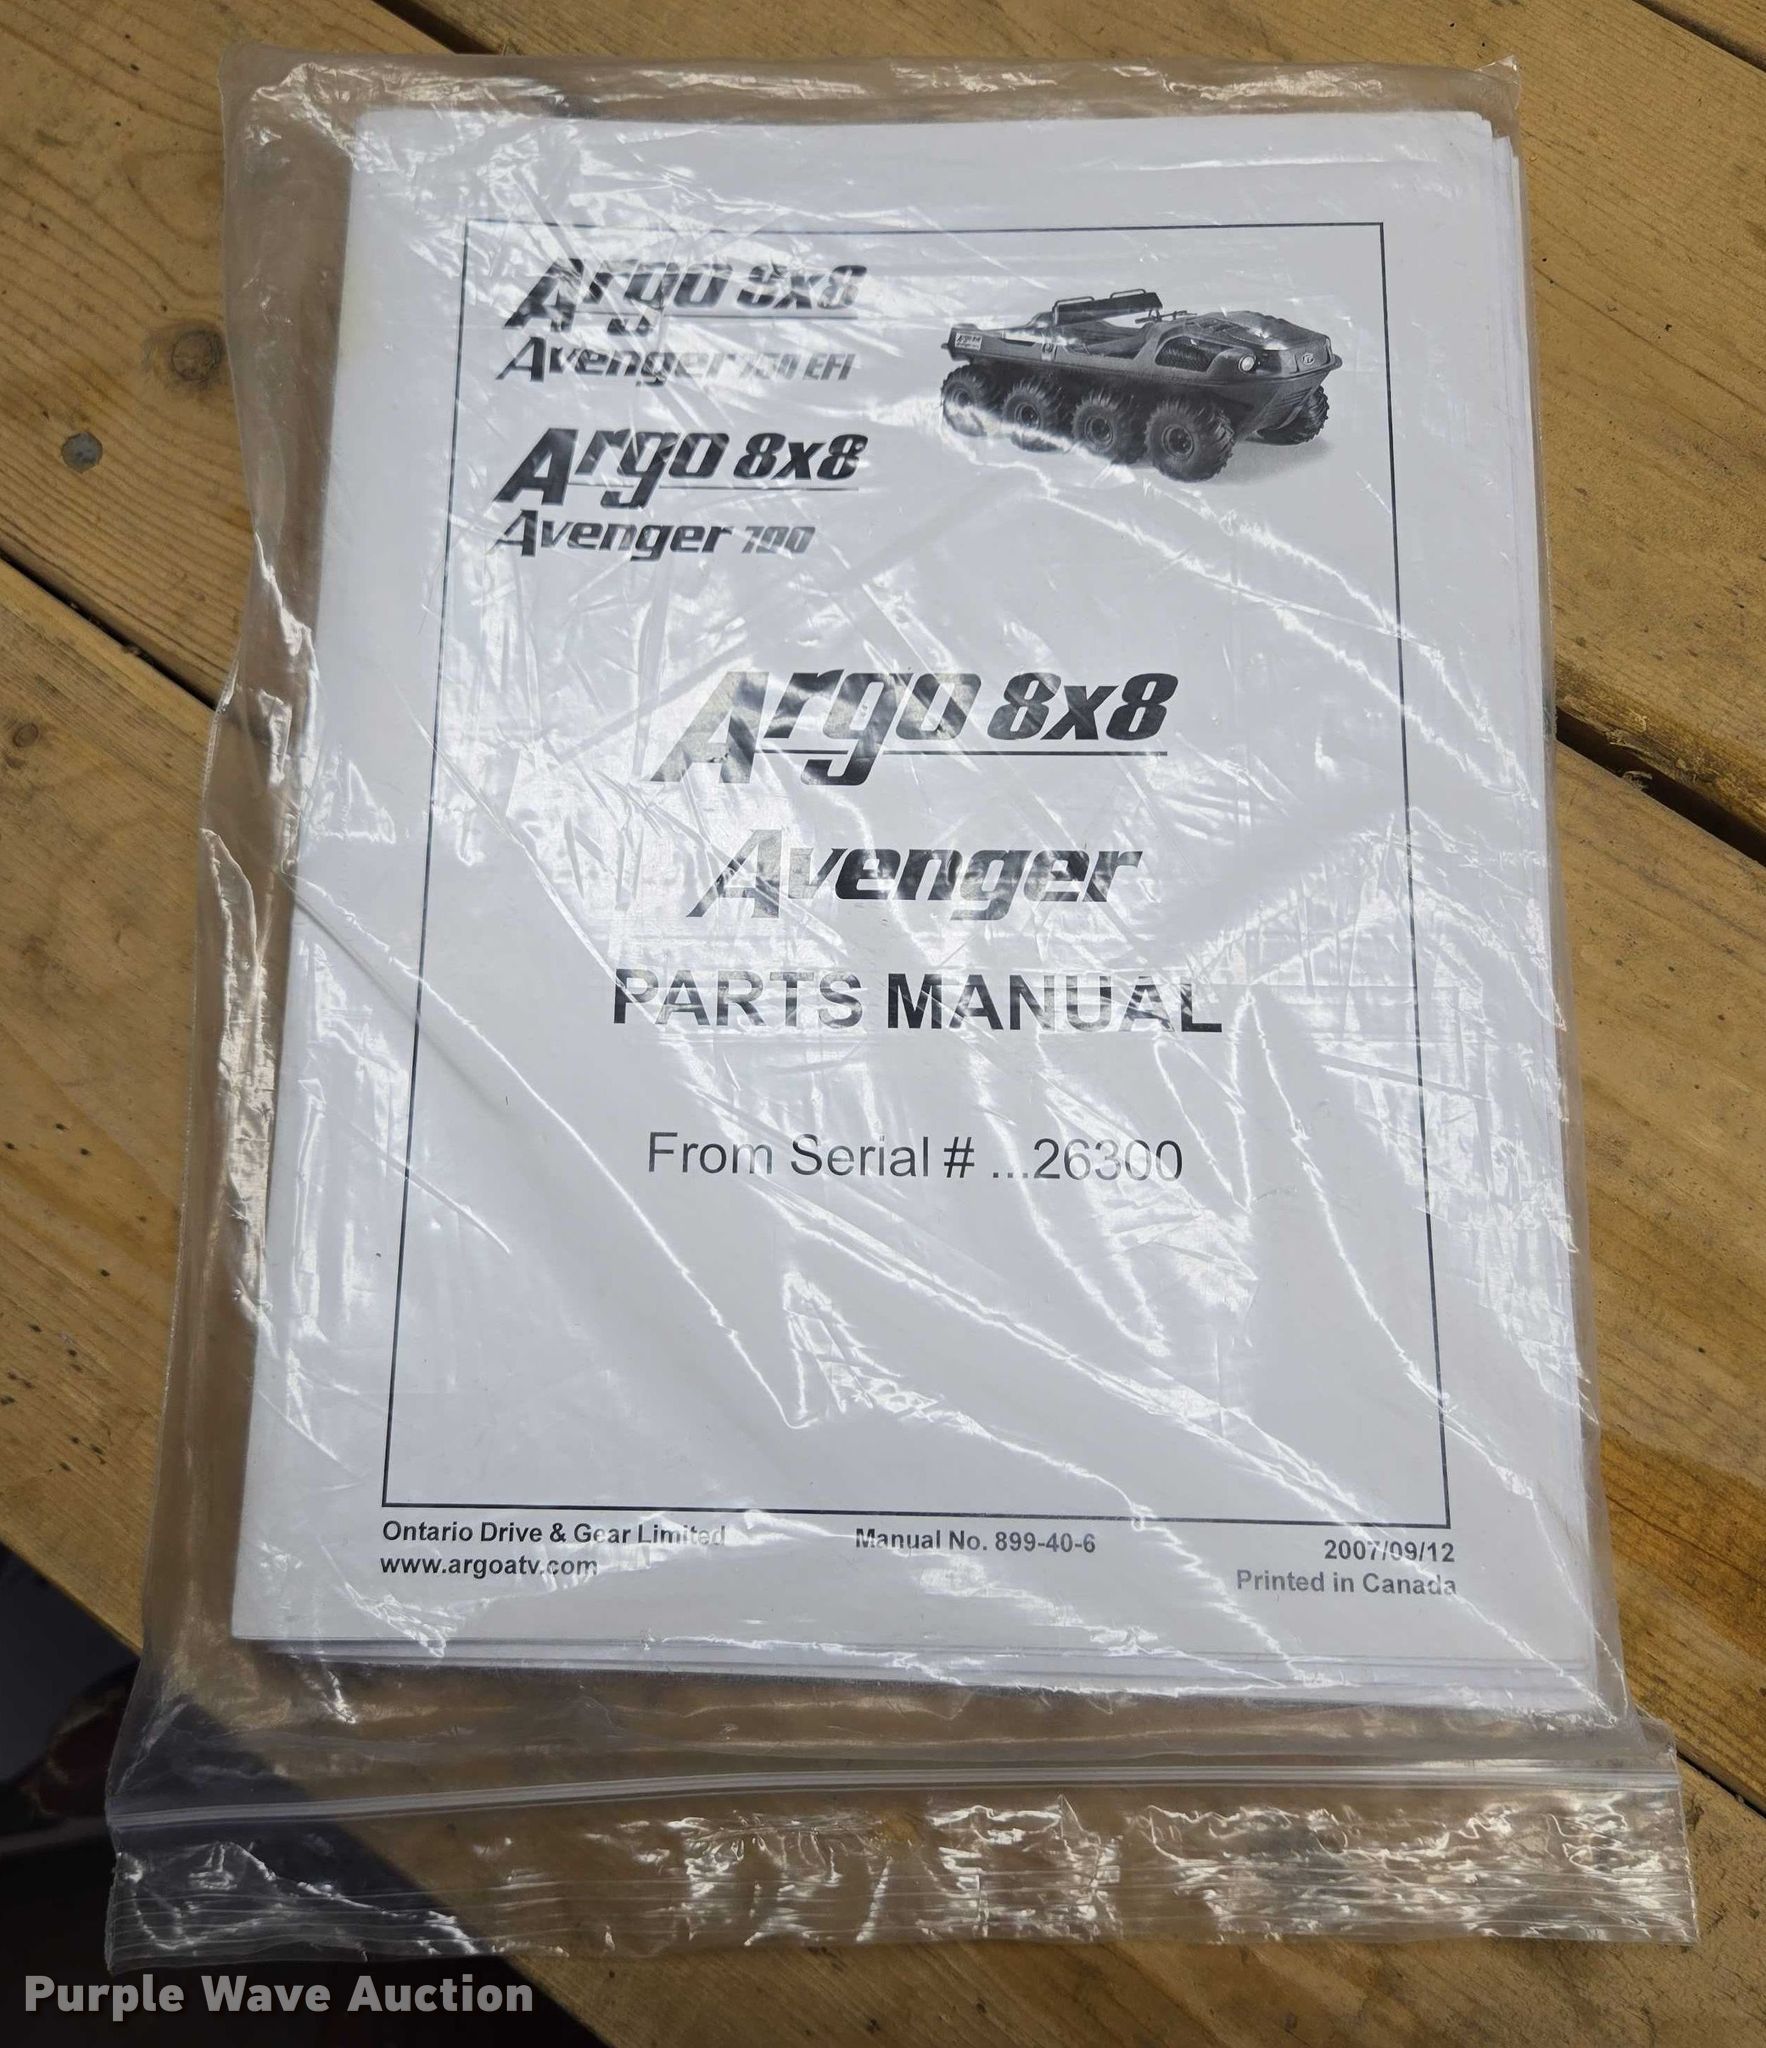 Argo 8x8
Avenger 750 EFI
Argo 8x8
Avenger 700
Argo 8x8
Avenger
PARTS MANUAL
From Serial # ...26300
Ontario Drive & Gear Limited
www.argoatv.com
Manual No. 899-40-6
2007/09/12
Printed in Canada
Purple Wave Auction